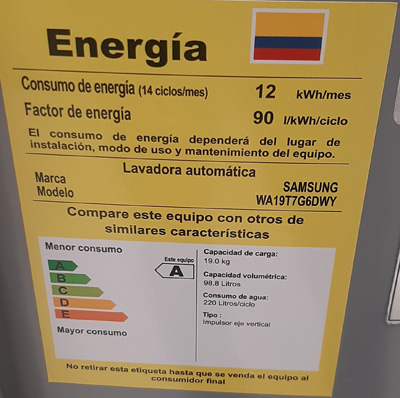 Energía
Consumo de energía (14 ciclos/mes) 12 kWh/mes
Factor de energía 90 l/kWh/ciclo
El consumo de energía dependerá del lugar de
instalación, modo de uso y mantenimiento del equipo.
Lavadora automática
Marca SAMSUNG
Modelo WA19T7G6DWY
Compare este equipo con otros de
similares características
Menor consumo
A
B
C
D
E
Mayor consumo
Este equipo
A
Capacidad de carga:
19.0 kg
Capacidad volumétrica:
98.8 Litros
Consumo de agua:
220 Litros/ciclo
Tipo :
Impulsor eje vertical
No retirar esta etiqueta hasta que se venda el equipo al
consumidor final